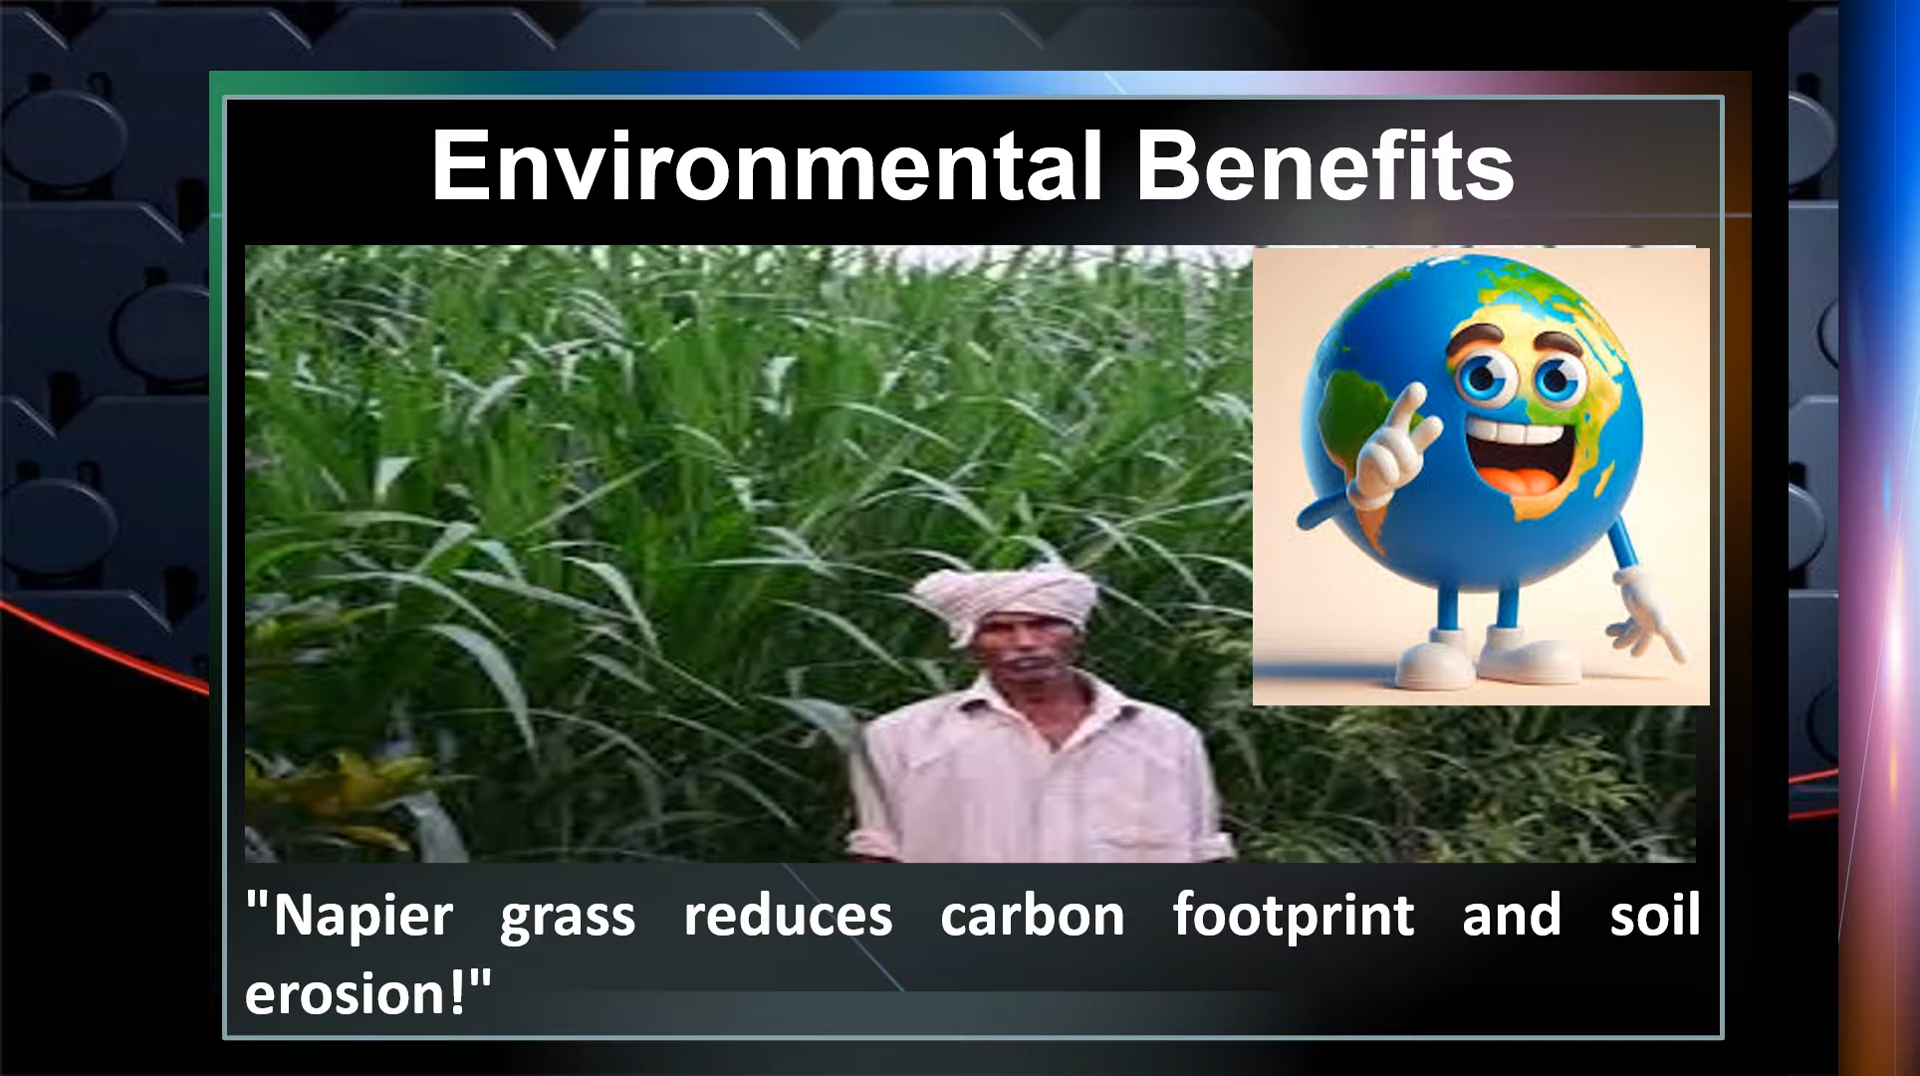 Environmental Benefits
"Napier grass reduces carbon footprint and soil
erosion!"